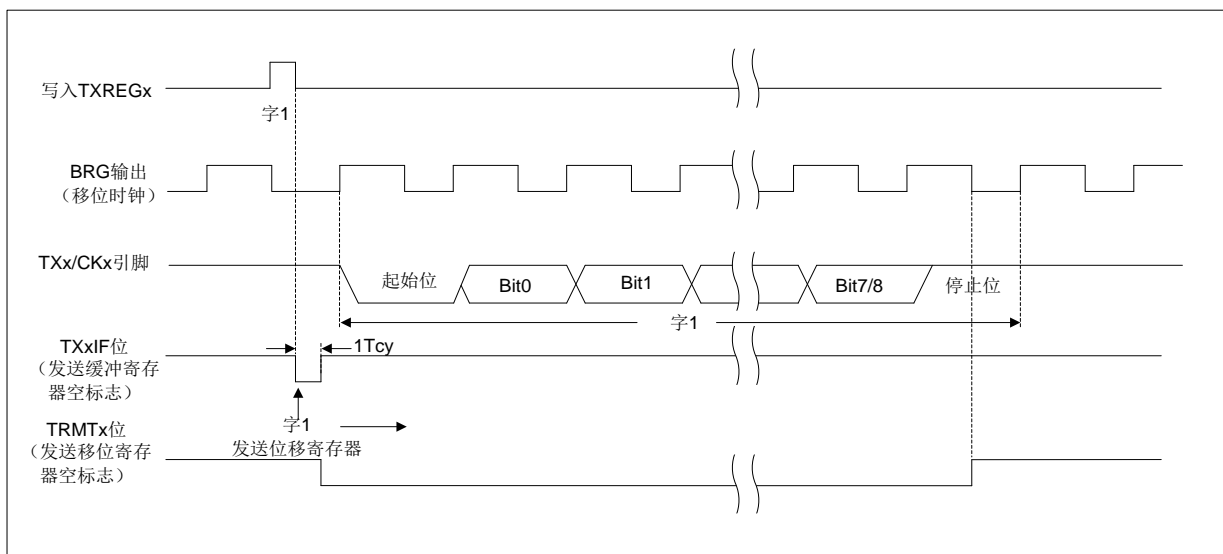 写入TXREGx
字1
BRG输出
（移位时钟）
TXx/CKx引脚
起始位
Bit0
Bit1
Bit7/8
停止位
字1
TXxIF位
（发送缓冲寄存
器空标志）
1Tcy
字1
发送位移寄存器
TRMTx位
（发送移位寄存
器空标志）